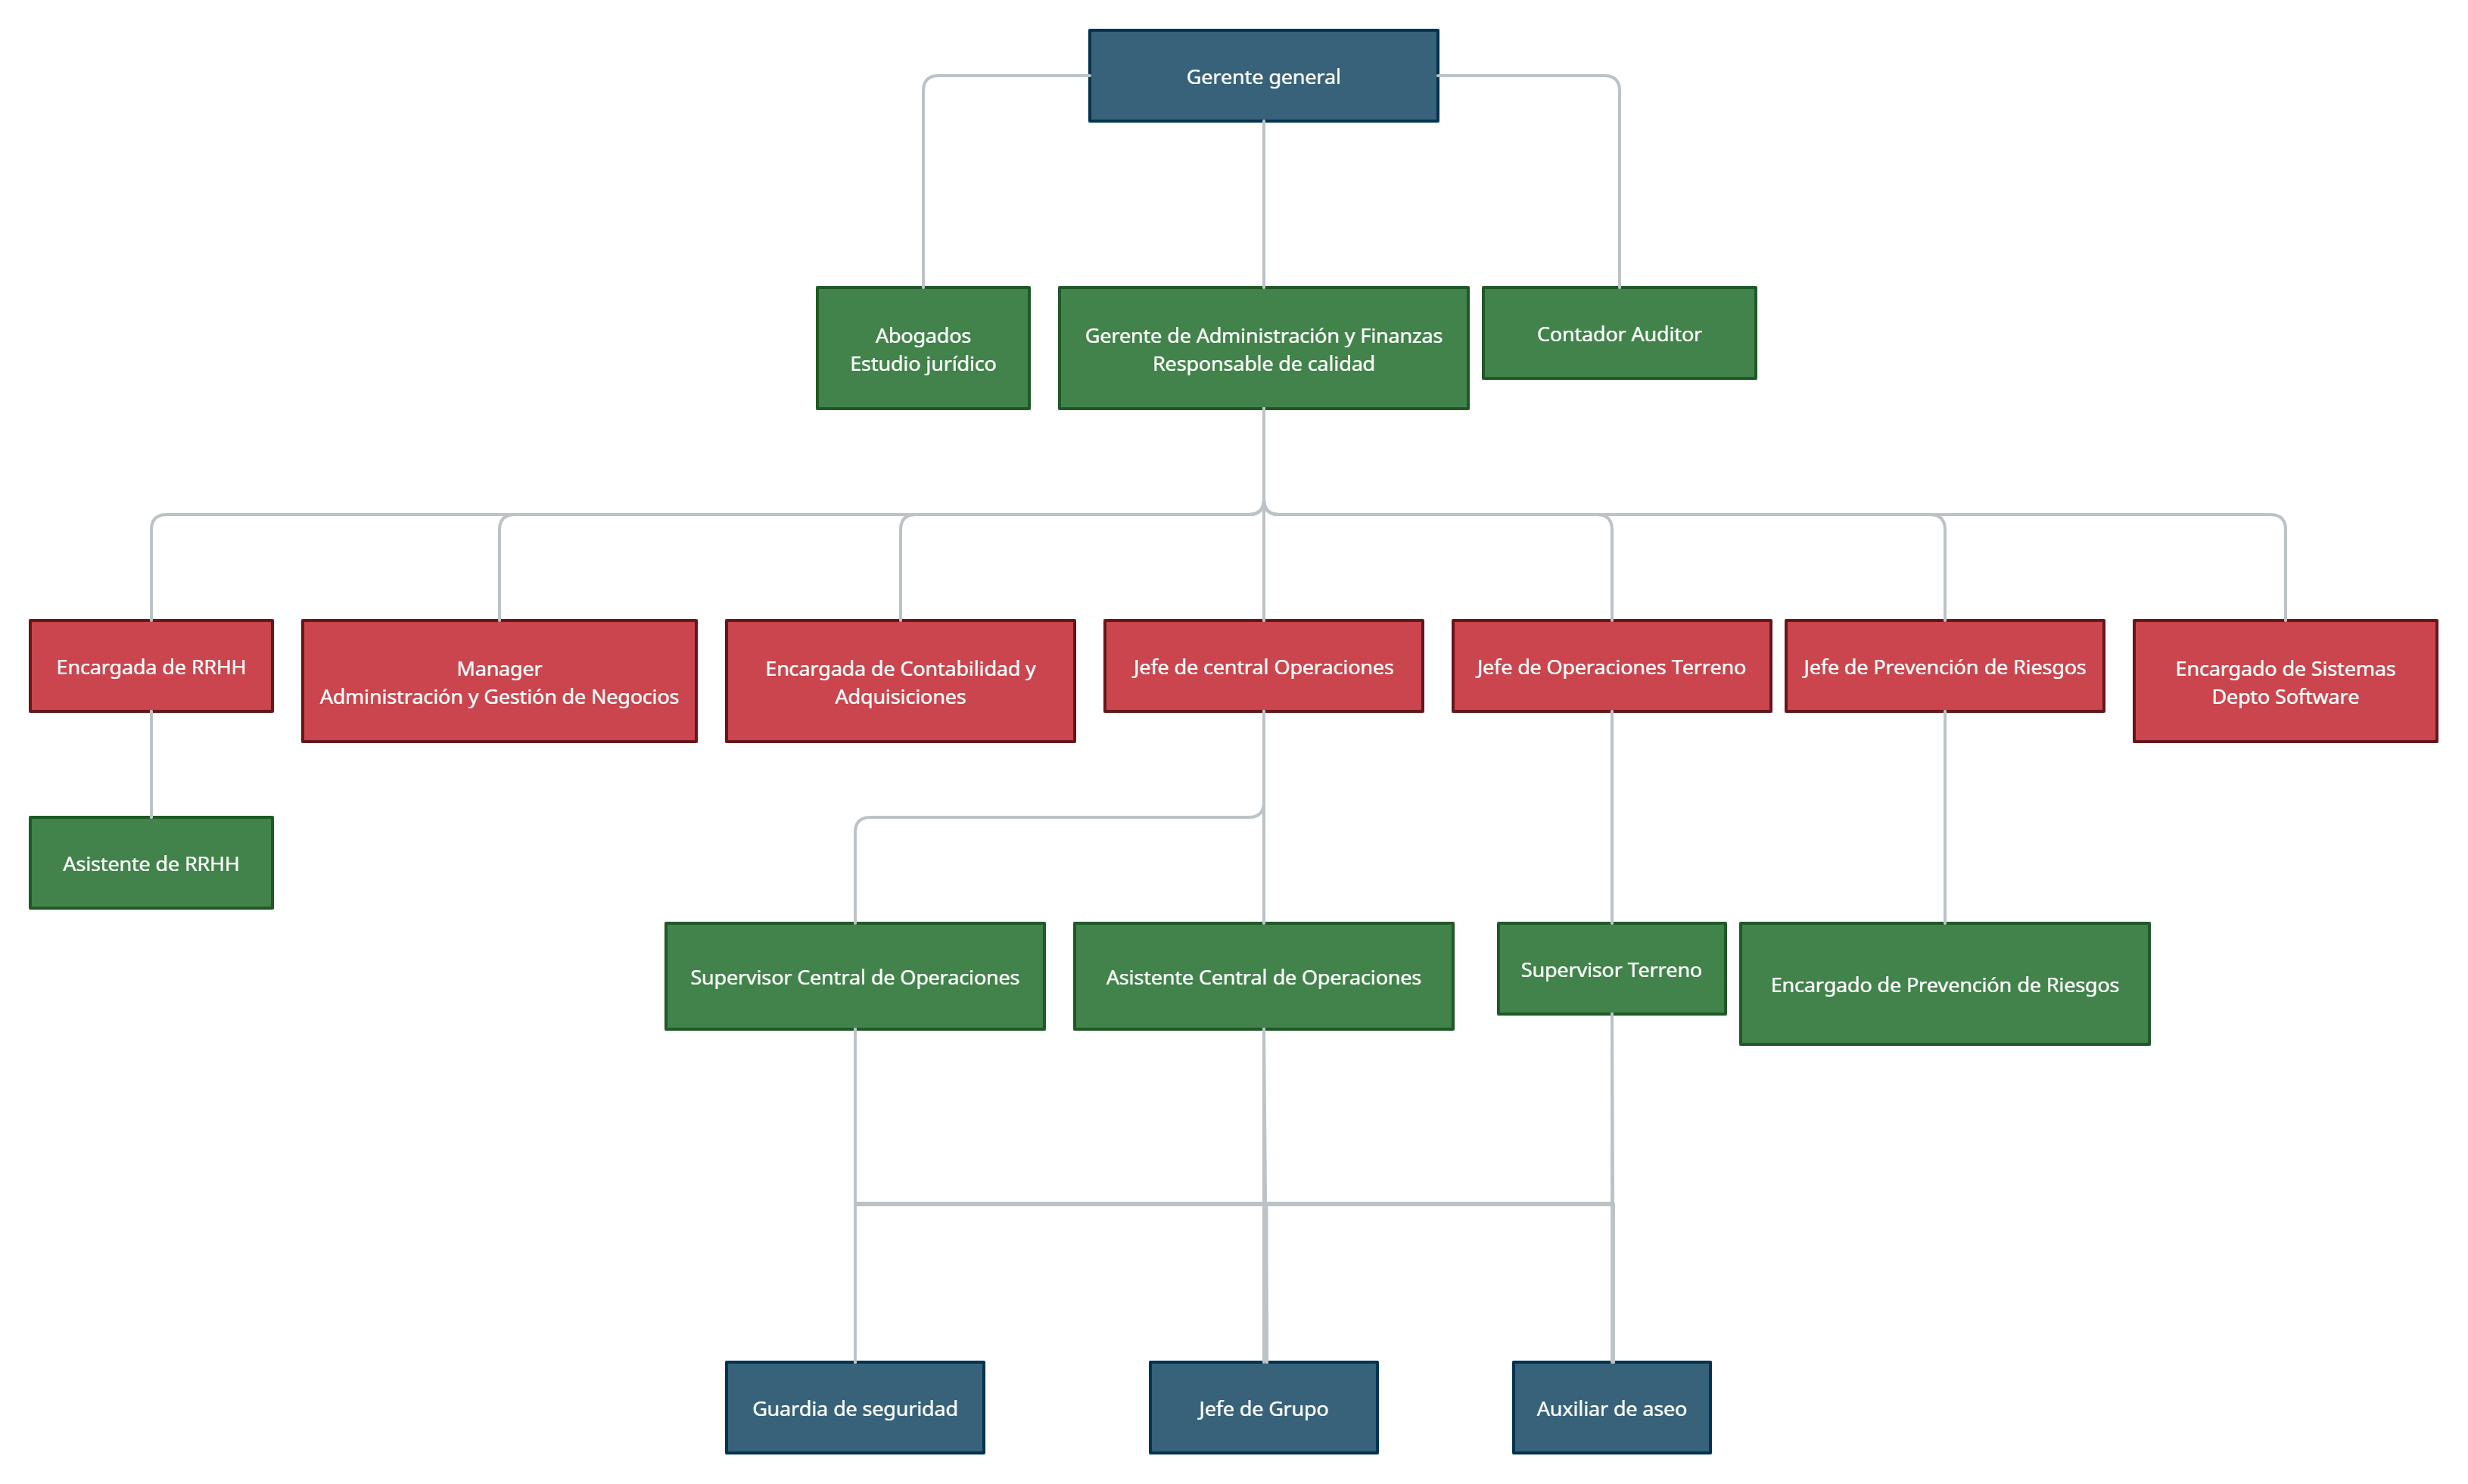 Gerente general
Abogados
Estudio jurídico
Gerente de Administración y Finanzas
Responsable de calidad
Contador Auditor
Encargada de RRHH
Manager
Administración y Gestión de Negocios
Encargada de Contabilidad y
Adquisiciones
Jefe de central Operaciones
Jefe de Operaciones Terreno
Jefe de Prevención de Riesgos
Encargado de Sistemas
Depto Software
Asistente de RRHH
Supervisor Central de Operaciones
Asistente Central de Operaciones
Supervisor Terreno
Encargado de Prevención de Riesgos
Guardia de seguridad
Jefe de Grupo
Auxiliar de aseo